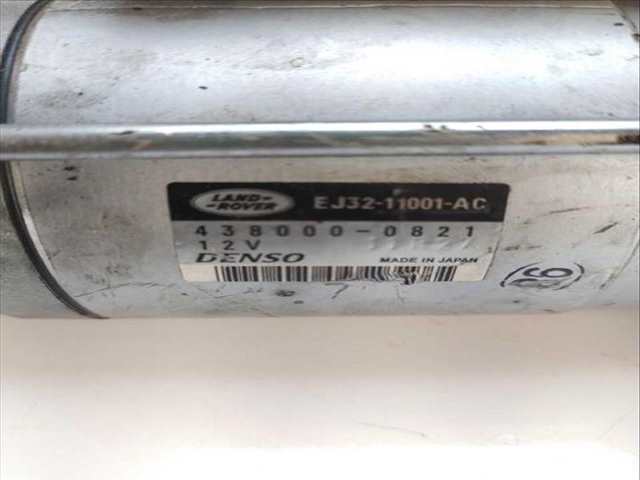 LAND-
-ROVER
EJ32-11001-AC
438000-0821
12V
DENSO MADE IN JAPAN